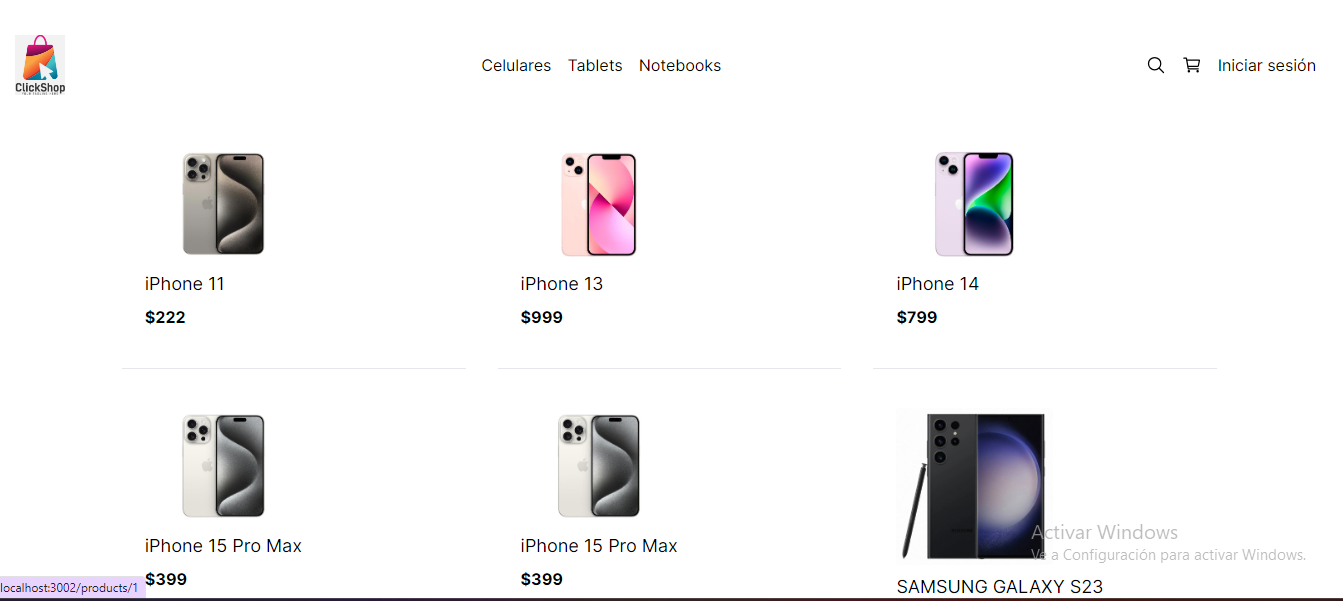 ClickShop
Celulares Tablets Notebooks
Iniciar sesión
iPhone 11
$222
iPhone 13
$999
iPhone 14
$799
iPhone 15 Pro Max
$399
iPhone 15 Pro Max
$399
SAMSUNG GALAXY S23
Activar Windows
Ve a Configuración para activar Windows.
localhost:3002/products/1